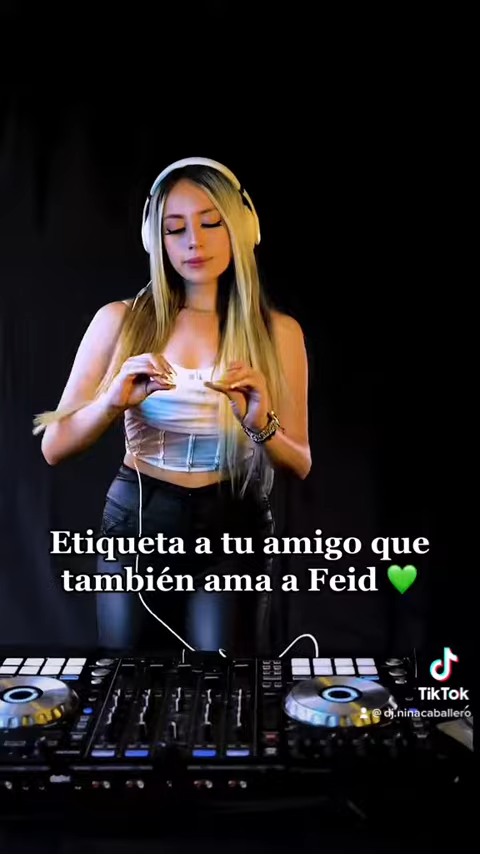 Etiqueta a tu amigo que
también ama a Feid 💚
TikTok
@dj.ninacaballero